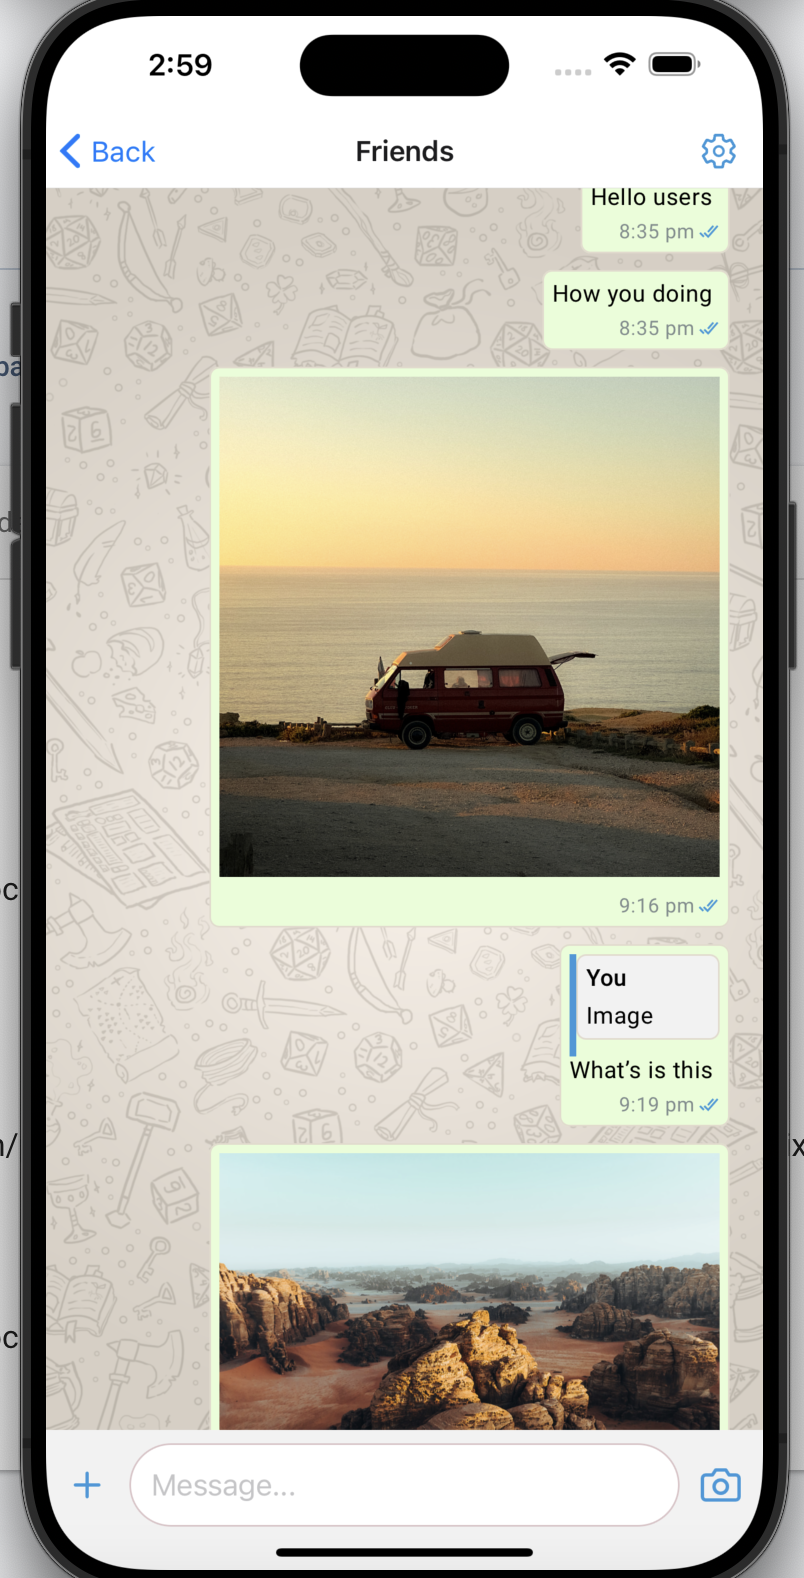 2:59
Back
Friends
Hello users
8:35 pm
How you doing
8:35 pm
9:16 pm
You
Image
What’s is this
9:19 pm
Message...